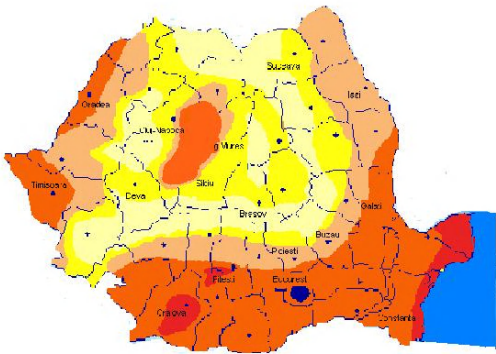 Suceava
Iasi
Oradea
Cluj-Napoca
g.Mures
Timisoara
Deva
Sibiu
Brasov
Galati
Buzau
Ploiesti
Pitesti
Bucuresti
Craiova
Constanta